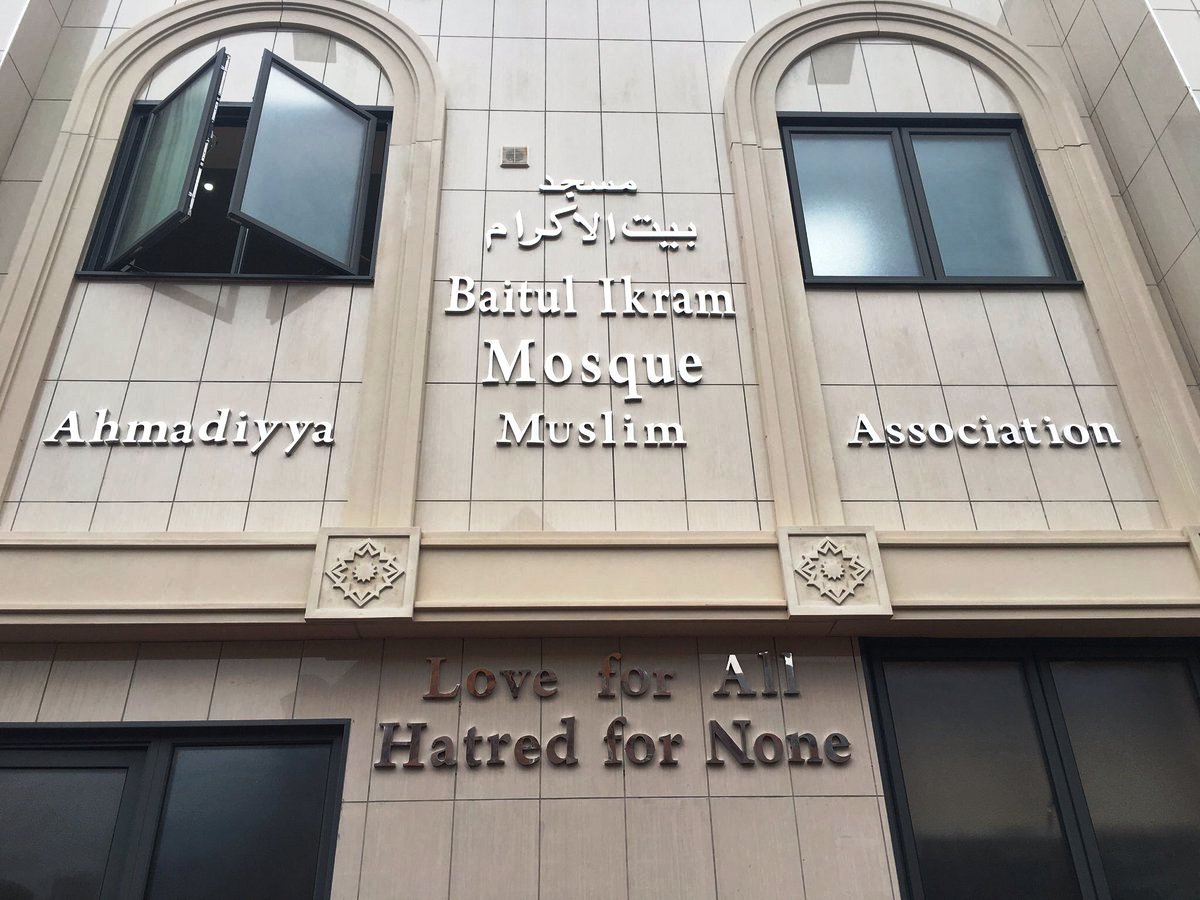 مسجد
بيت الاكرام
Baitul Ikram
Mosque
Ahmadiyya Muslim Association
Love for All
Hatred for None